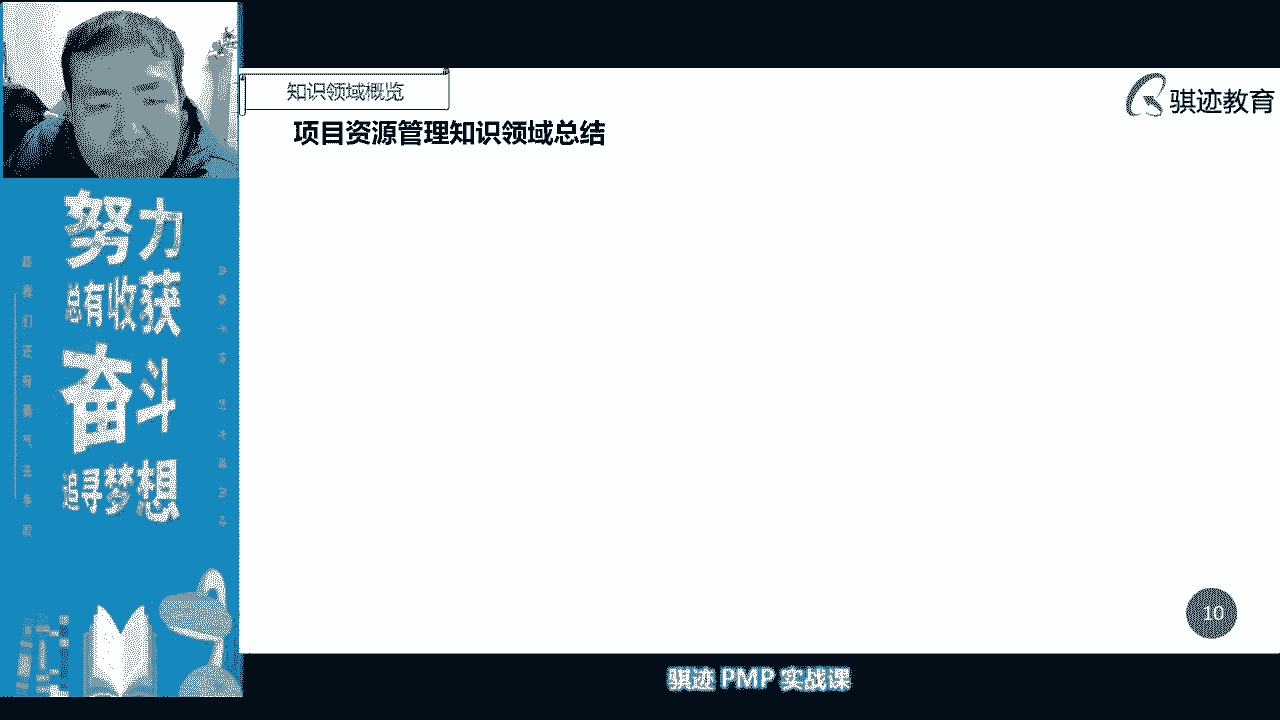 知识领域概览
骐迹教育
项目资源管理知识领域总结
努力
总有收获
奋斗
追寻梦想
10
骐迹 PMP 实战课